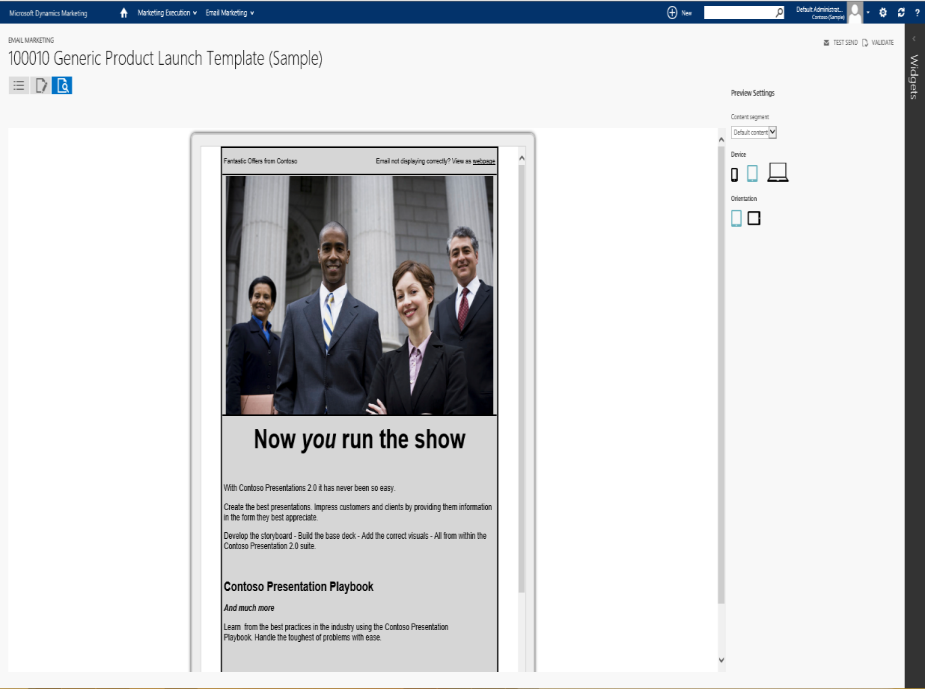 Microsoft Dynamics Marketing
Marketing Execution
Email Marketing
New
Default Administrat...
Contoso (Sample)
?
EMAIL MARKETING
TEST SEND
VALIDATE
100010 Generic Product Launch Template (Sample)
Widgets
Preview Settings
Content segment
Default content
Device
Orientation
Fantastic Offers from Contoso
Email not displaying correctly? View as webpage
Now you run the show
With Contoso Presentations 2.0 it has never been so easy.
Create the best presentations. Impress customers and clients by providing them information
in the form they best appreciate.
Develop the storyboard - Build the base deck - Add the correct visuals - All from within the
Contoso Presentation 2.0 suite.
Contoso Presentation Playbook
And much more
Learn from the best practices in the industry using the Contoso Presentation
Playbook. Handle the toughest of problems with ease.